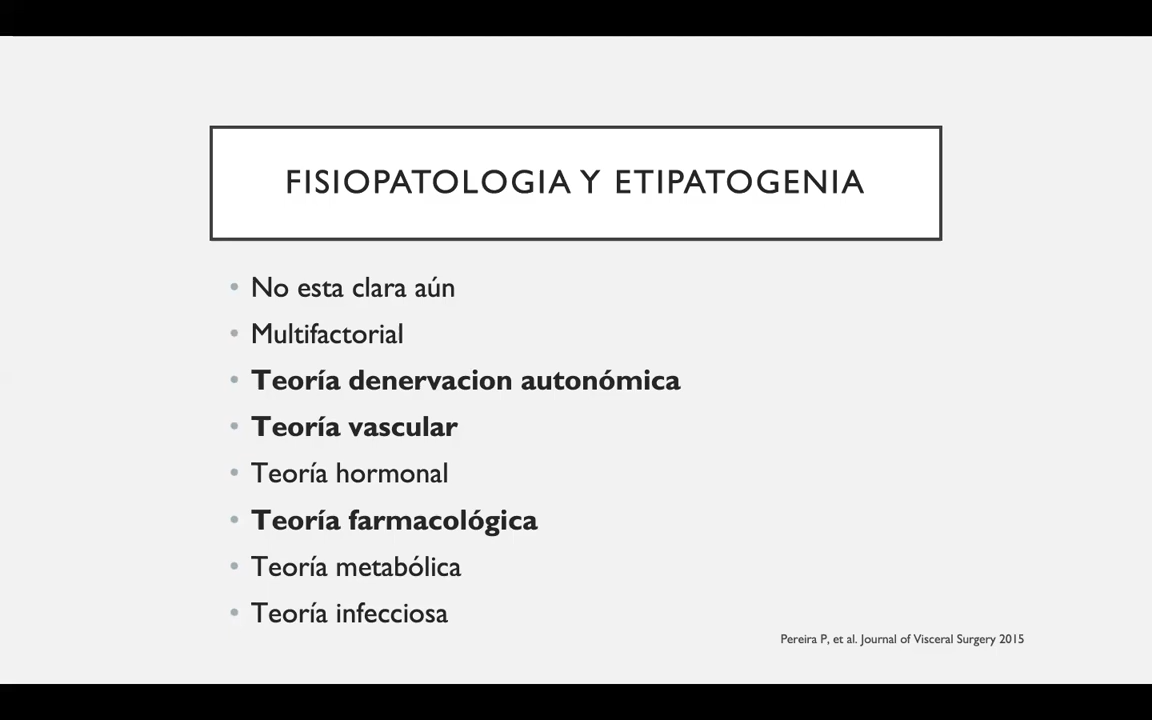 FISIOPATOLOGIA Y ETIPATOGENIA
• No esta clara aún
• Multifactorial
• Teoría denervacion autonómica
• Teoría vascular
• Teoría hormonal
• Teoría farmacológica
• Teoría metabólica
• Teoría infecciosa
Pereira P, et al. Journal of Visceral Surgery 2015